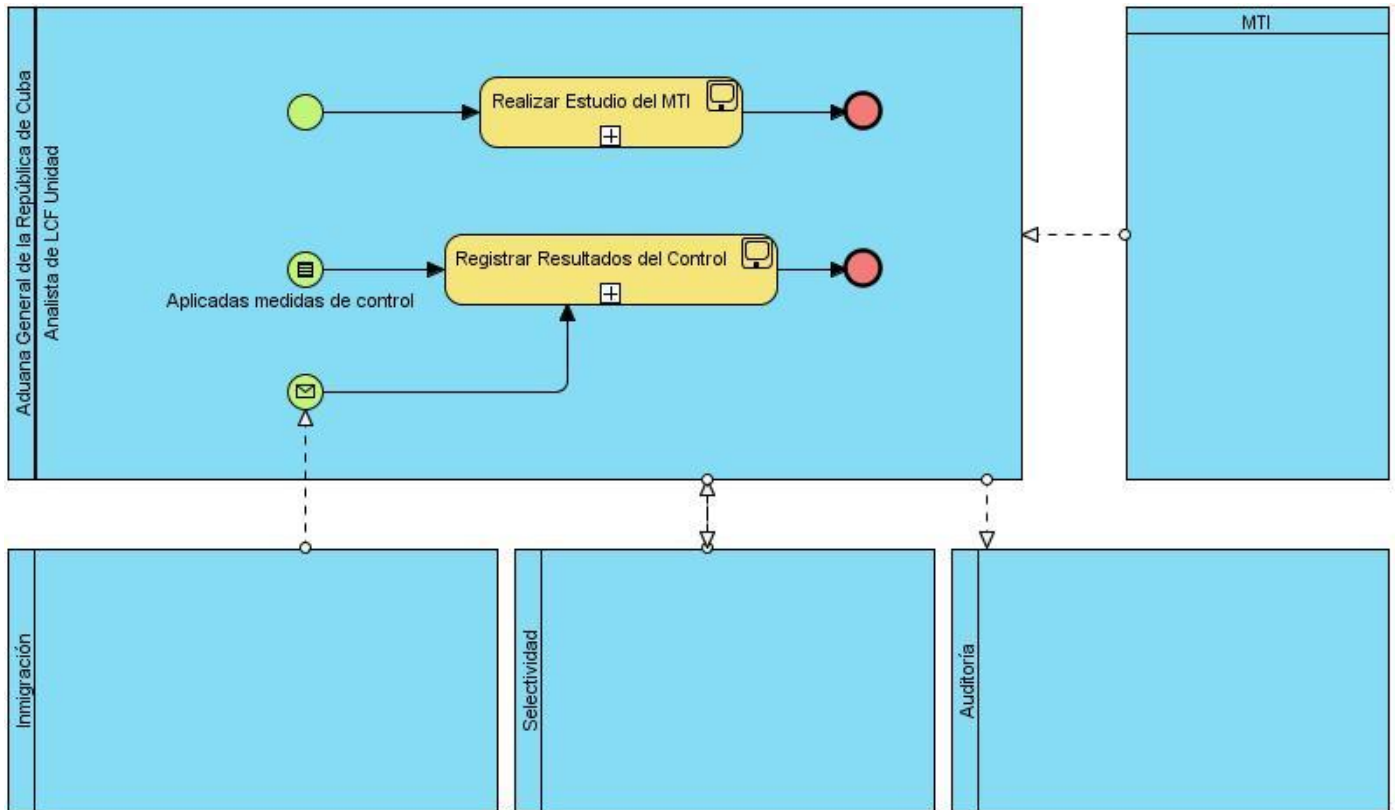 Aduana General de la República de Cuba
Analista de LCF Unidad
Realizar Estudio del MTI
Registrar Resultados del Control
Aplicadas medidas de control
MTI
Inmigración
Selectividad
Auditoría